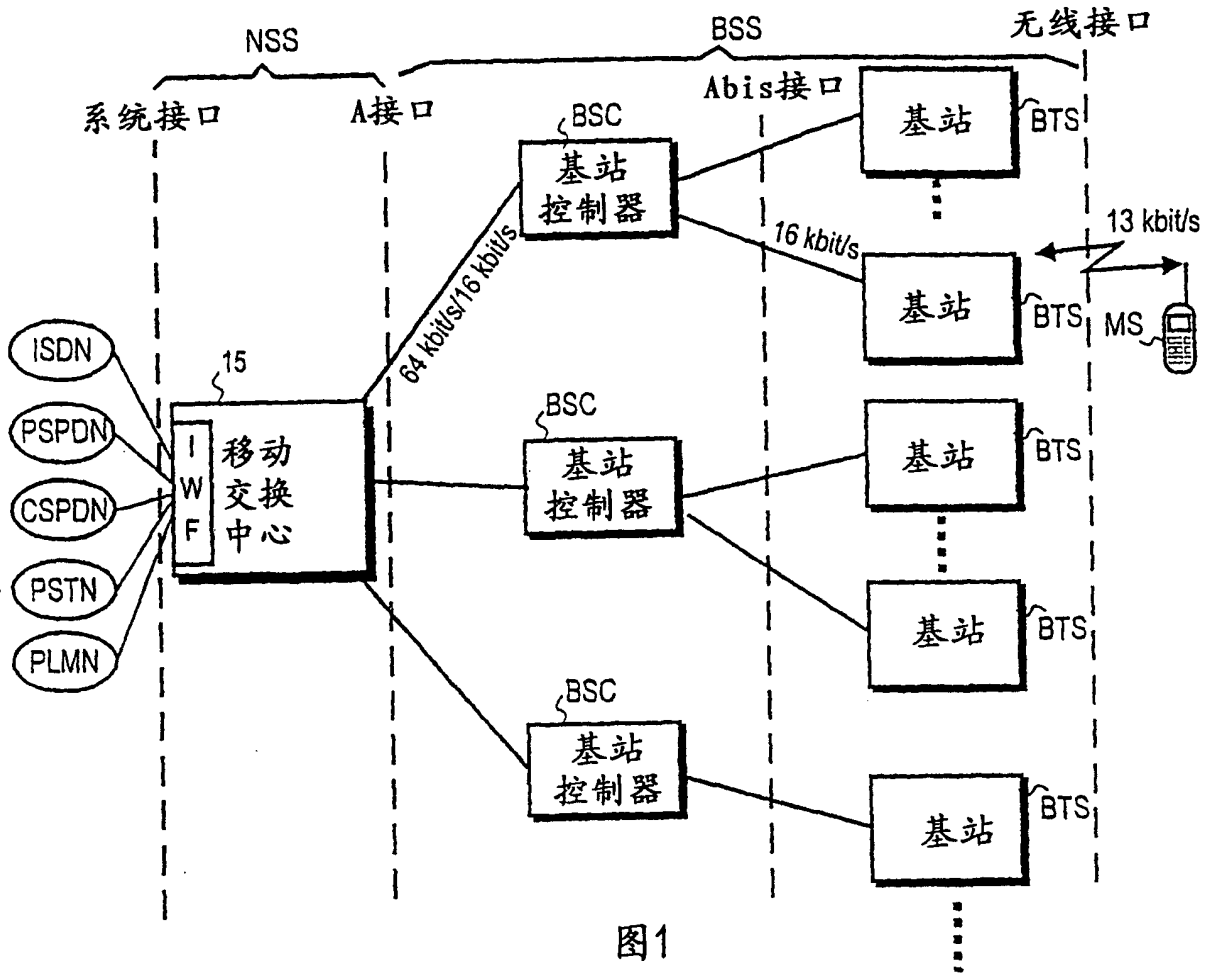 无线接口
NSS
BSS
系统接口
A接口
Abis接口
BSC
基站
控制器
基站
BTS
64 kbit/s/16 kbit/s
16 kbit/s
13 kbit/s
基站
BTS
MS
ISDN
PSPDN
CSPDN
PSTN
PLMN
15
I
W
F
移动
交换
中心
BSC
基站
控制器
基站
BTS
基站
BTS
BSC
基站
控制器
基站
BTS
图1